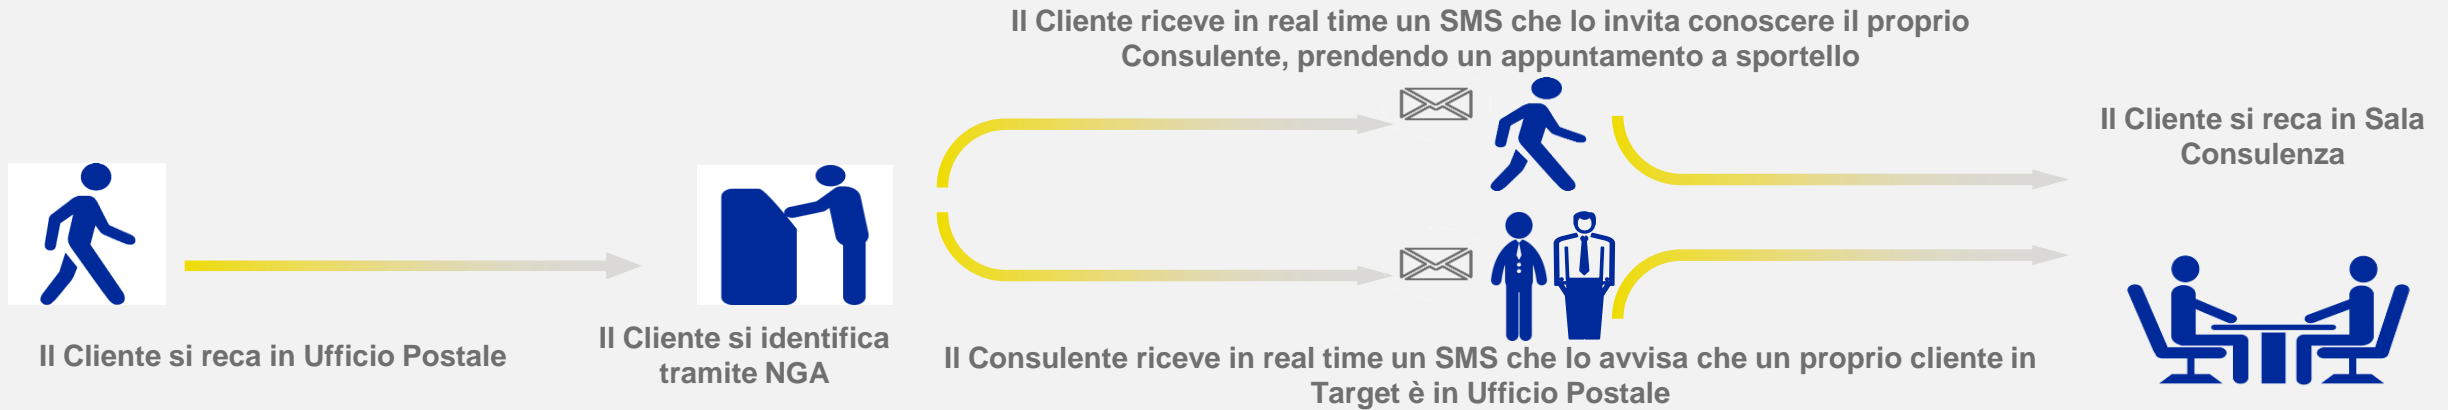 Il Cliente si reca in Ufficio Postale
Il Cliente si identifica
tramite NGA
Il Cliente riceve in real time un SMS che lo invita conoscere il proprio
Consulente, prendendo un appuntamento a sportello
Il Consulente riceve in real time un SMS che lo avvisa che un proprio cliente in
Target è in Ufficio Postale
Il Cliente si reca in Sala
Consulenza